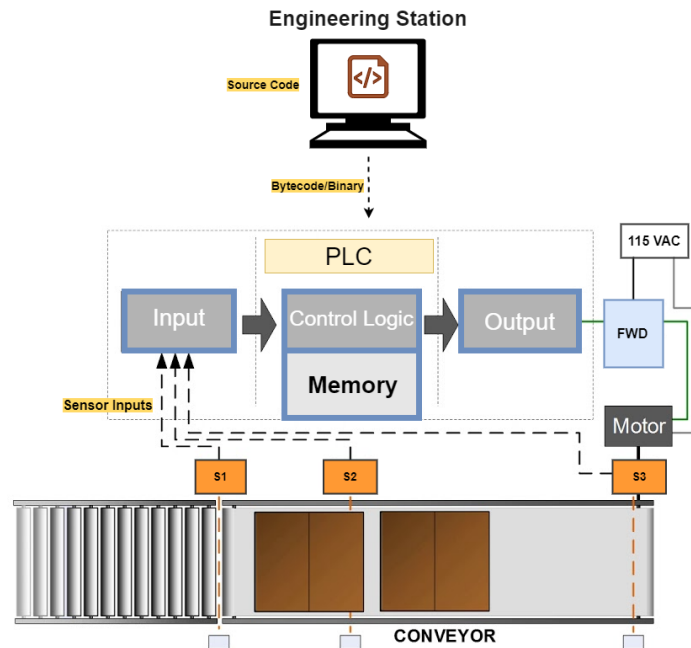 Engineering Station
</>
Source Code
Bytecode/Binary
PLC
115 VAC
Input
Control Logic
Output
FWD
Memory
Sensor Inputs
Motor
S1
S2
S3
CONVEYOR